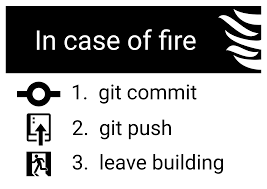 In case of fire
1. git commit
2. git push
3. leave building